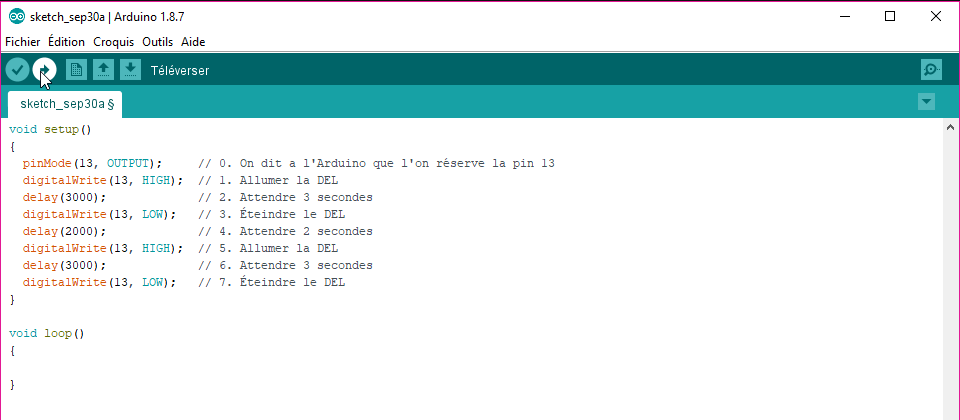 sketch_sep30a | Arduino 1.8.7
Fichier Édition Croquis Outils Aide
Téléverser
sketch_sep30a §
void setup()
{
  pinMode(13, OUTPUT);     // 0. On dit a l'Arduino que l'on réserve la pin 13
  digitalWrite(13, HIGH);  // 1. Allumer la DEL
  delay(3000);             // 2. Attendre 3 secondes
  digitalWrite(13, LOW);   // 3. Éteindre le DEL
  delay(2000);             // 4. Attendre 2 secondes
  digitalWrite(13, HIGH);  // 5. Allumer la DEL
  delay(3000);             // 6. Attendre 3 secondes
  digitalWrite(13, LOW);   // 7. Éteindre le DEL
}
void loop()
{
}